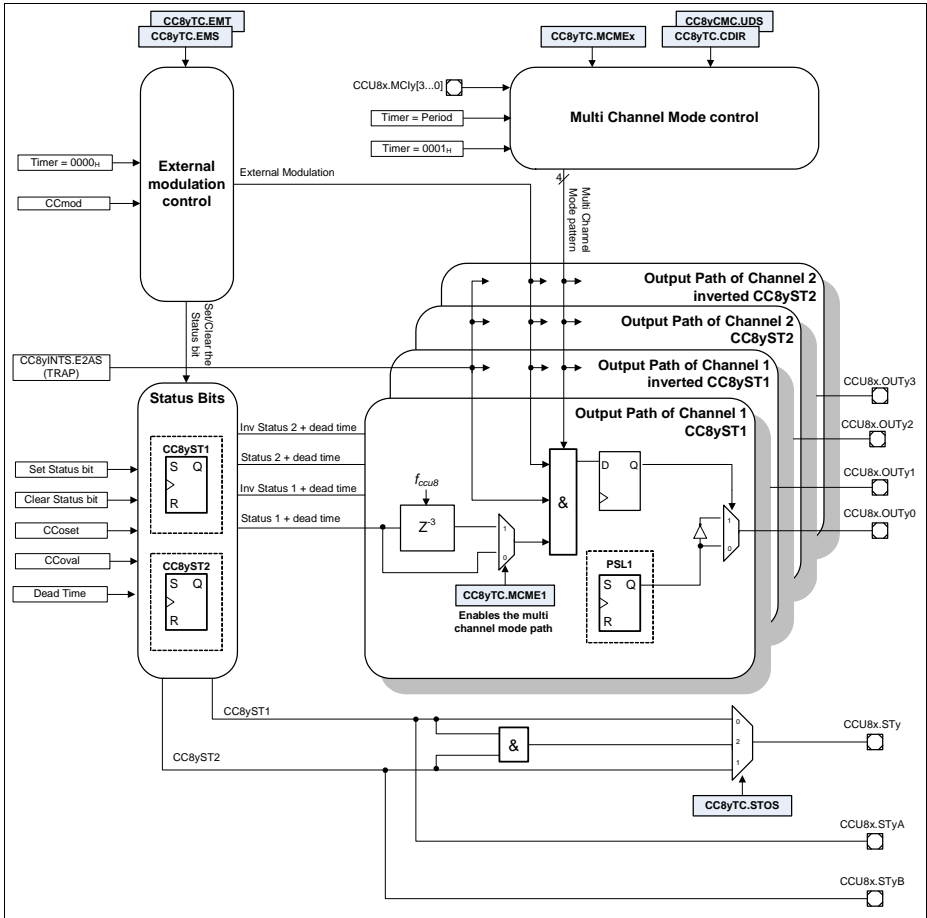 CC8yTC.EMT
CC8yTC.EMS
CC8yCMC.UDS
CC8yTC.MCMEx
CC8yTC.CDIR
CCU8x.MCIy[3...0]
Timer = Period
Timer = 0001H
Multi Channel Mode control
Timer = 0000H
CCmod
External
modulation
control
External Modulation
4
Multi Channel
Mode pattern
Set/Clear the
Status bit
CC8yINTS.E2AS
(TRAP)
Output Path of Channel 2
inverted CC8yST2
Output Path of Channel 2
CC8yST2
Output Path of Channel 1
inverted CC8yST1
Output Path of Channel 1
CC8yST1
CCU8x.OUTy3
CCU8x.OUTy2
CCU8x.OUTy1
CCU8x.OUTy0
Status Bits
CC8yST1
S Q
R
CC8yST2
S Q
R
Set Status bit
Clear Status bit
CCoset
CCoval
Dead Time
Inv Status 2 + dead time
Status 2 + dead time
Inv Status 1 + dead time
Status 1 + dead time
fccu8
Z-3
1
0
CC8yTC.MCME1
Enables the multi
channel mode path
&
D Q
PSL1
S Q
R
1
0
CC8yST1
CC8yST2
&
0
2
1
CC8yTC.STOS
CCU8x.STy
CCU8x.STyA
CCU8x.STyB